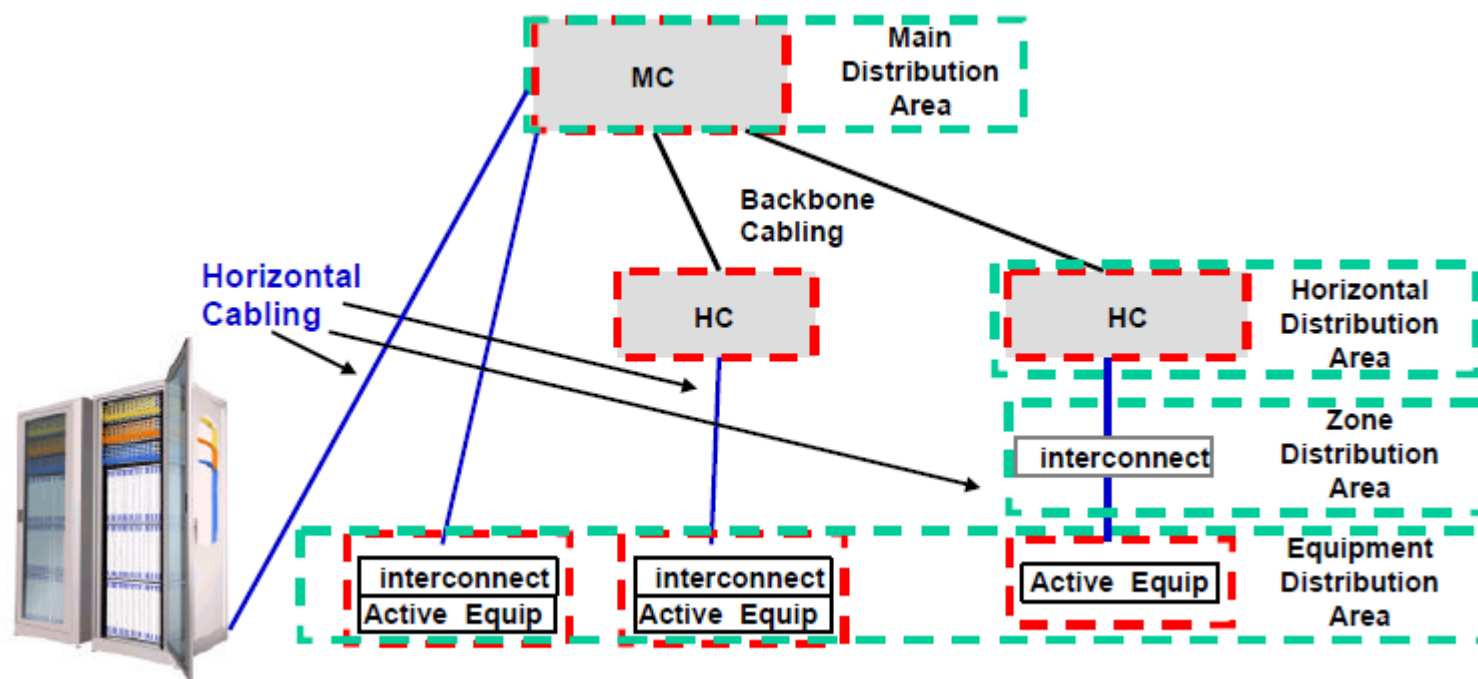 MC
Main
Distribution
Area
Backbone
Cabling
Horizontal
Cabling
HC
HC
Horizontal
Distribution
Area
interconnect
Zone
Distribution
Area
interconnect
Active Equip
interconnect
Active Equip
Active Equip
Equipment
Distribution
Area